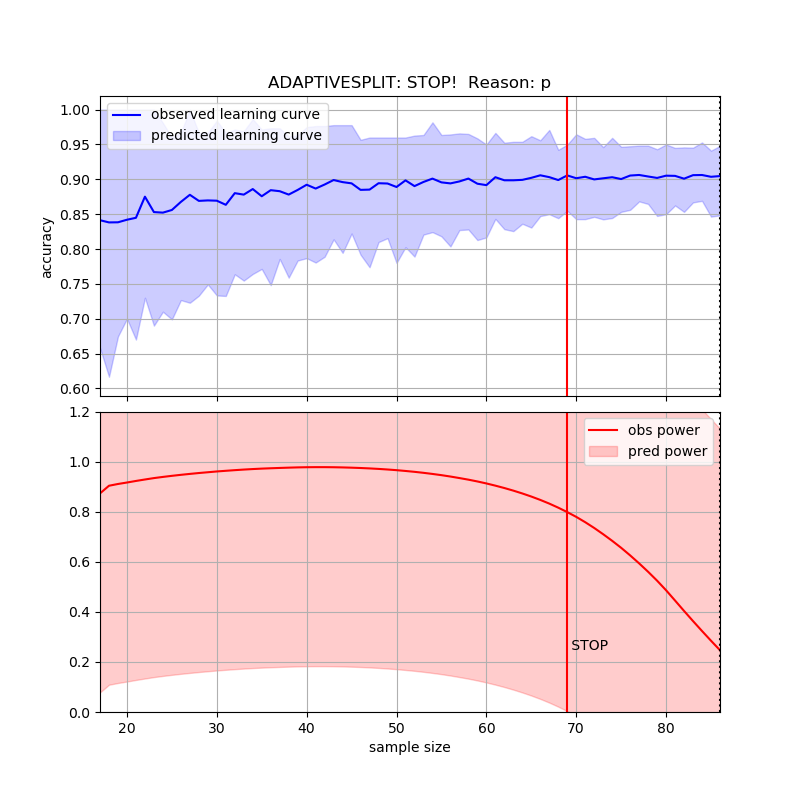 ADAPTIVESPLIT: STOP!  Reason: p
observed learning curve
predicted learning curve
1.00
0.95
0.90
0.85
0.80
0.75
0.70
0.65
0.60
accuracy
obs power
pred power
1.2
1.0
0.8
0.6
0.4
0.2
0.0
STOP
20 30 40 50 60 70 80
sample size